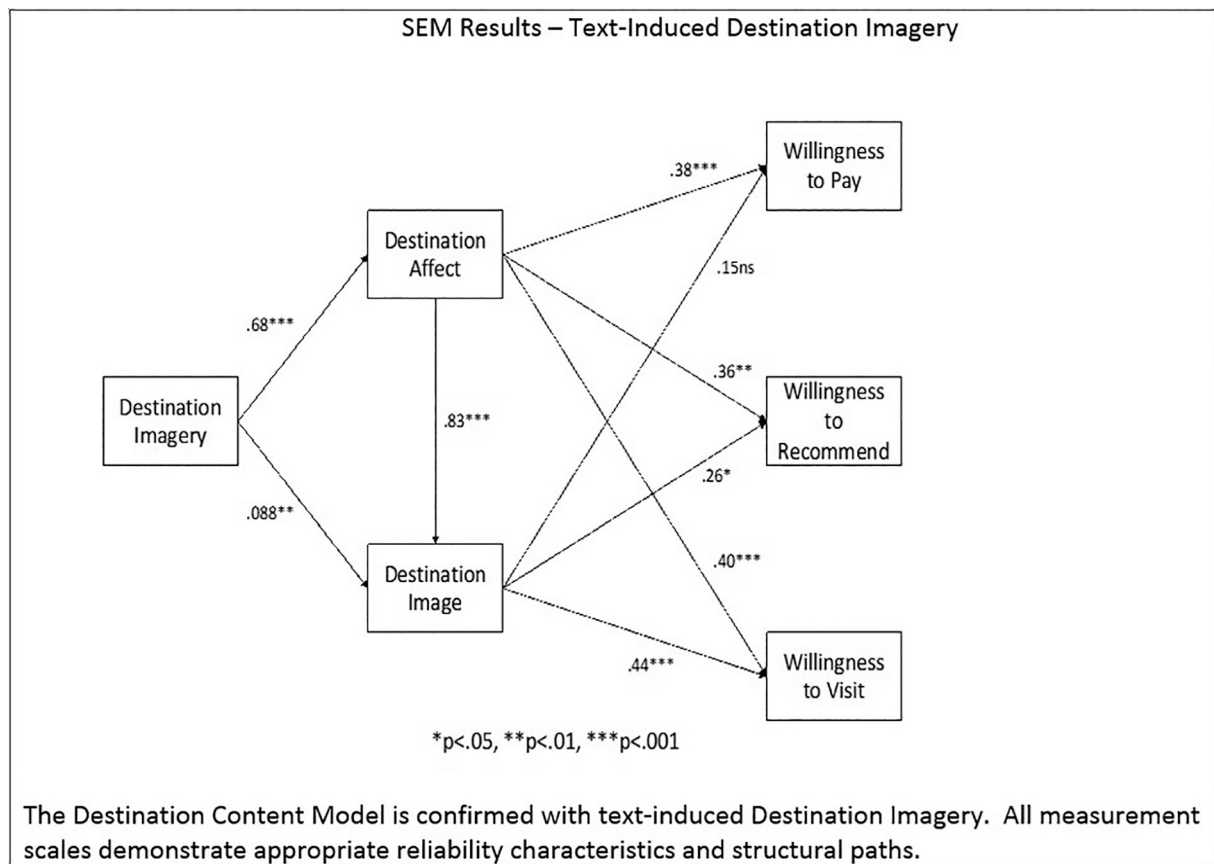 SEM Results – Text-Induced Destination Imagery
Willingness
to Pay
.38***
Destination
Affect
.15ns
.68***
.36**
Willingness
to
Recommend
Destination
Imagery
.83***
.26*
.088**
.40***
Destination
Image
.44***
Willingness
to Visit
*p<.05, **p<.01, ***p<.001
The Destination Content Model is confirmed with text-induced Destination Imagery.  All measurement
scales demonstrate appropriate reliability characteristics and structural paths.